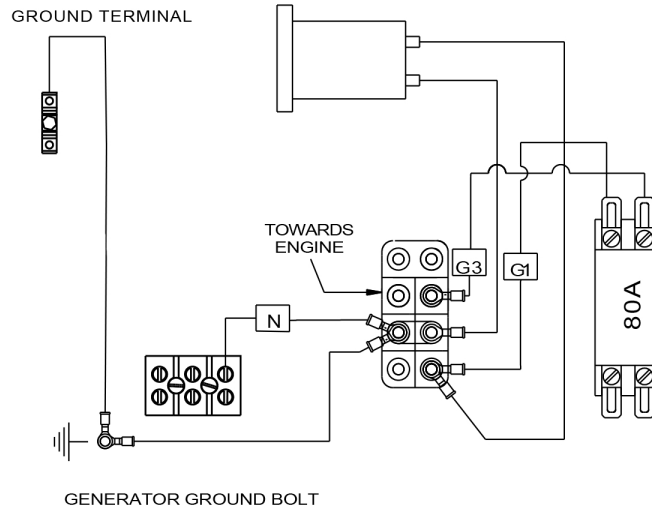 GROUND TERMINAL
TOWARDS
ENGINE
G3
G1
80A
N
GENERATOR GROUND BOLT